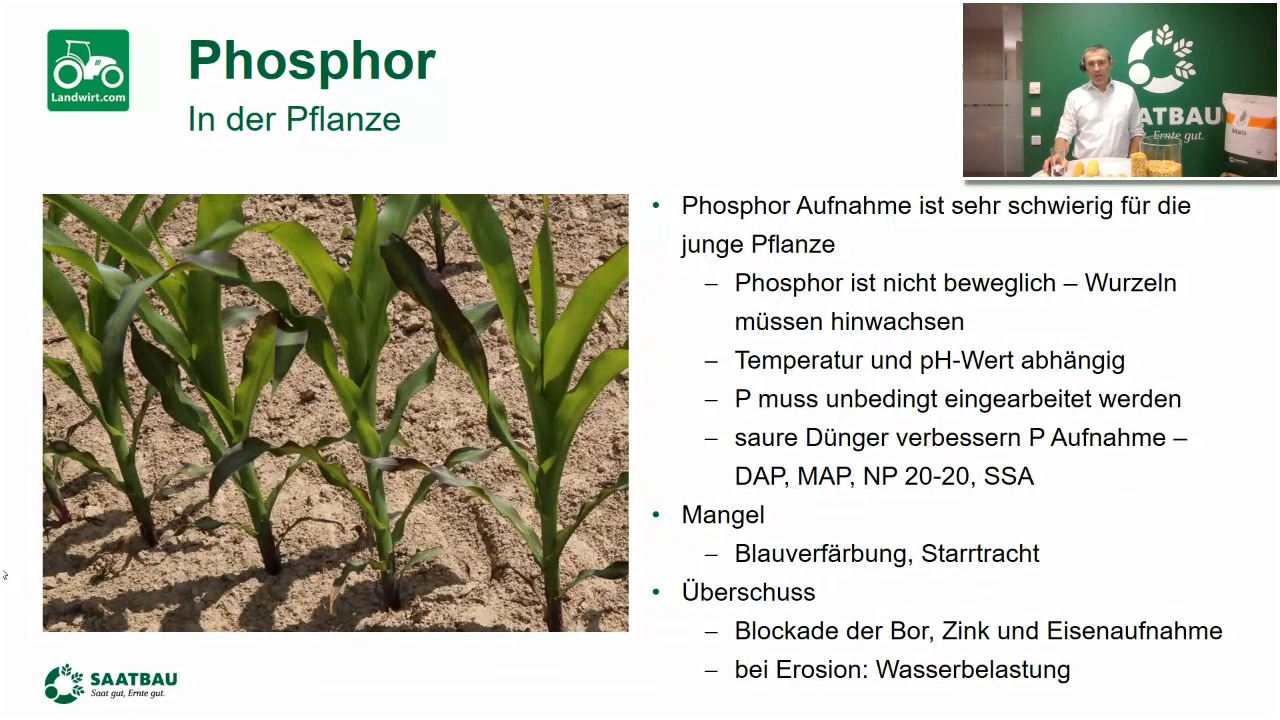 Landwirt.com
Phosphor
In der Pflanze
AATBAU
Ernte gut.
Mais
• Phosphor Aufnahme ist sehr schwierig für die
junge Pflanze
– Phosphor ist nicht beweglich – Wurzeln
müssen hinwachsen
– Temperatur und pH-Wert abhängig
– P muss unbedingt eingearbeitet werden
– saure Dünger verbessern P Aufnahme –
DAP, MAP, NP 20-20, SSA
• Mangel
– Blauverfärbung, Starrtracht
• Überschuss
– Blockade der Bor, Zink und Eisenaufnahme
– bei Erosion: Wasserbelastung
SAATBAU
Saat gut, Ernte gut.